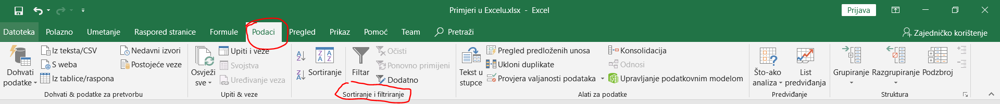 Primjeri u Excelu.xlsx - Excel
Prijava
Datoteka Polazno Umetanje Raspored stranice Formule Podaci Pregled Prikaz Pomoć Team Pretraži
Zajedničko korištenje
Dohvati podatke
Iz teksta/CSV
S weba
Iz tablice/raspona
Nedavni izvori
Postojeće veze
Dohvati & podatke za pretvorbu
Osvježi sve
Upiti i veze
Svojstva
Uređivanje veza
Upiti & veze
Sortiranje
Filtar
Očisti
Ponovno primijeni
Dodatno
Sortiranje i filtriranje
Tekst u stupce
Pregled predloženih unosa
Ukloni duplikate
Provjera valjanosti podataka
Konsolidacija
Odnosi
Upravljanje podatkovnim modelom
Alati za podatke
Što-ako analiza
List predviđanja
Predviđanje
Grupiranje
Razgrupiranje
Podzbroj
Struktura